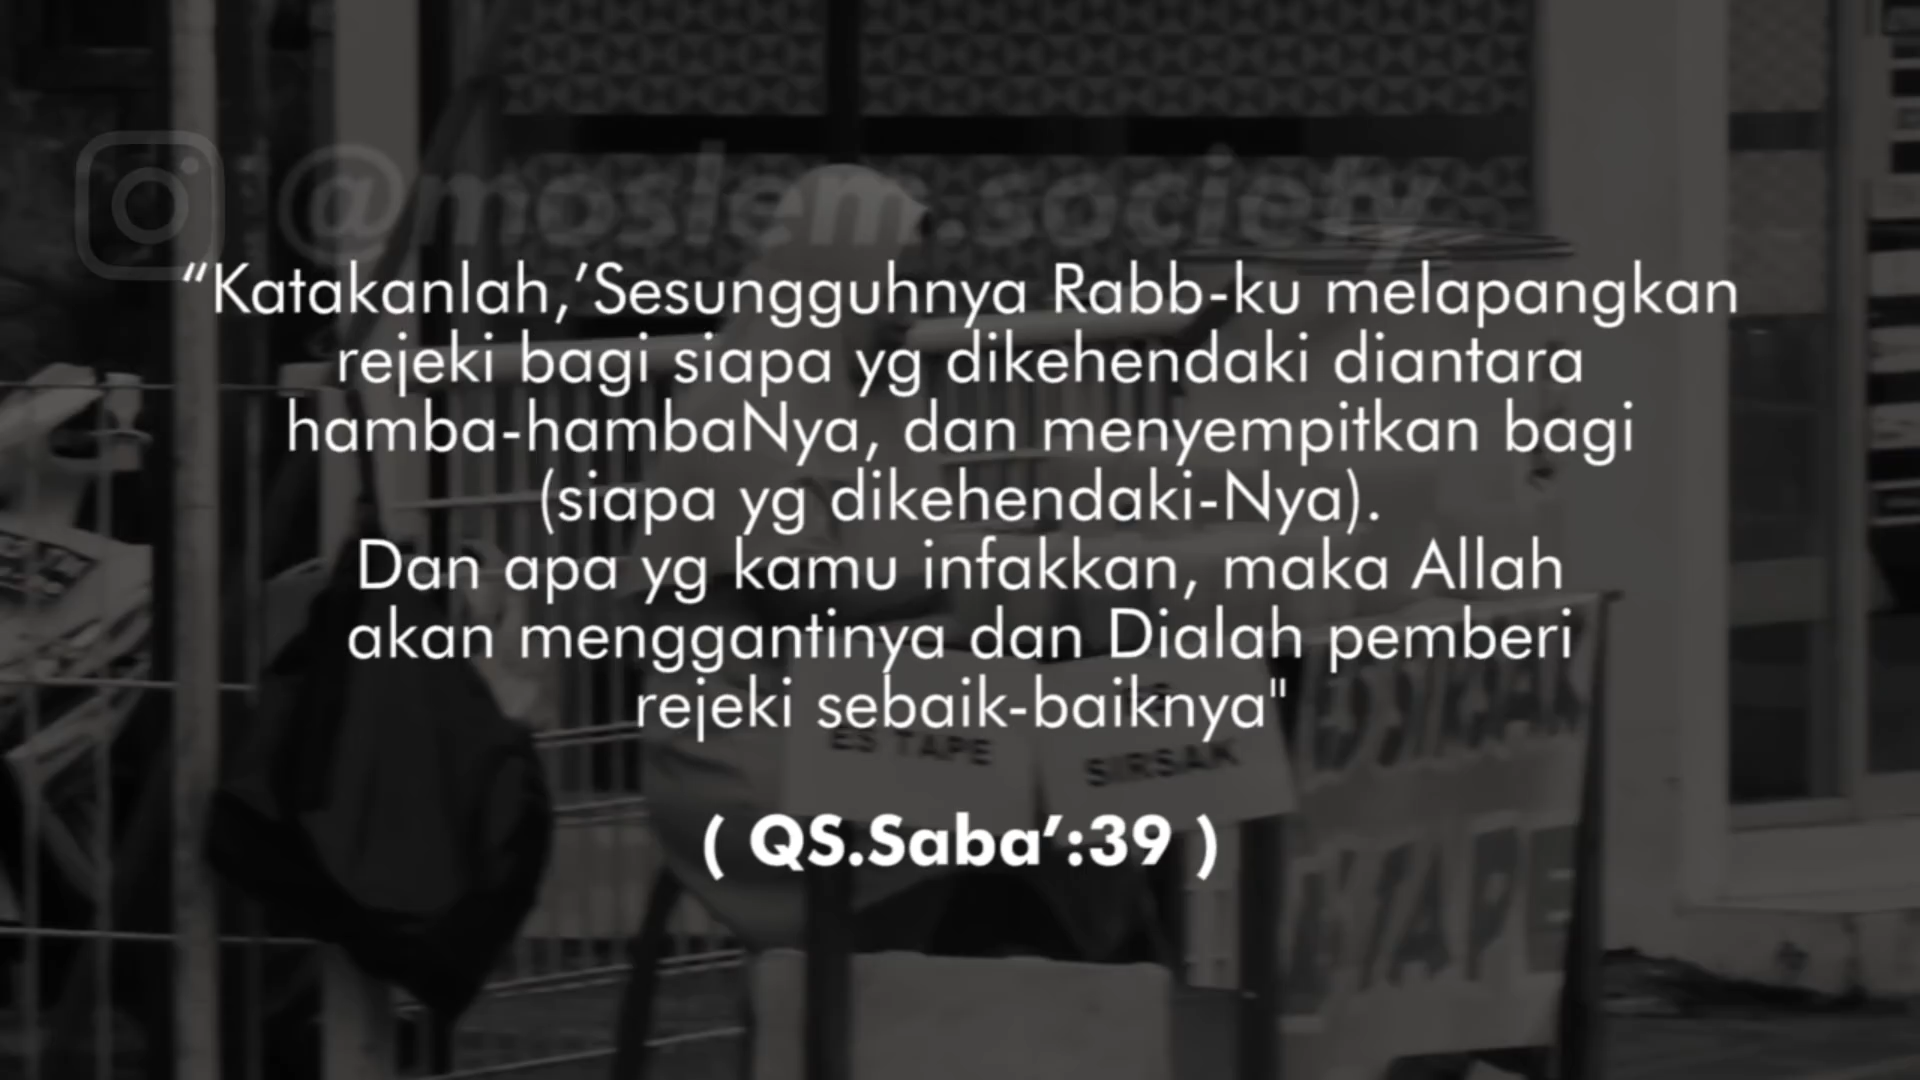 @moslem.society
“Katakanlah,’Sesungguhnya Rabb-ku melapangkan
rejeki bagi siapa yg dikehendaki diantara
hamba-hambaNya, dan menyempitkan bagi
(siapa yg dikehendaki-Nya).
Dan apa yg kamu infakkan, maka Allah
akan menggantinya dan Dialah pemberi
rejeki sebaik-baiknya"
ES TAPE
SIRSAK
( QS.Saba’:39 )